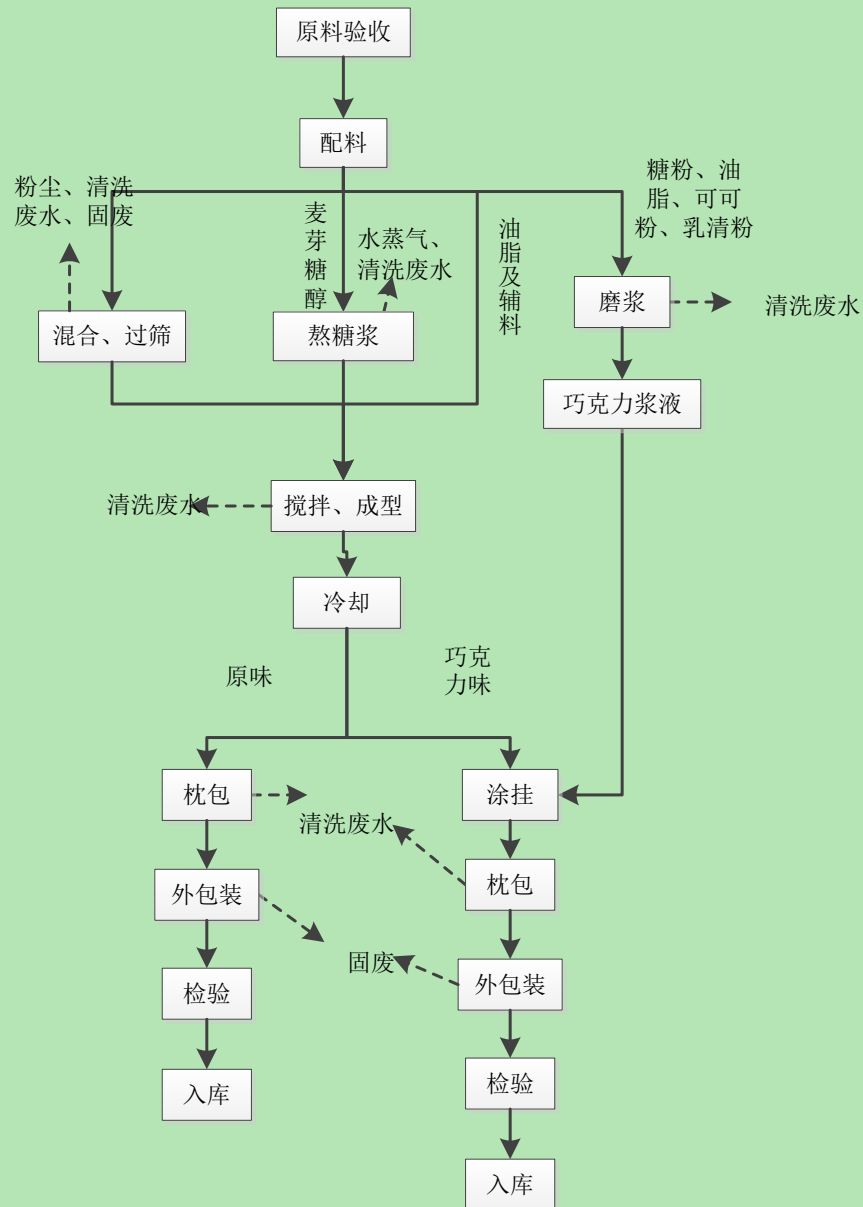 原料验收
配料
粉尘、清洗
废水、固废
麦芽糖醇
水蒸气、
清洗废水
油脂及辅料
糖粉、油
脂、可可
粉、乳清粉
混合、过筛
熬糖浆
磨浆
清洗废水
巧克力浆液
清洗废水
搅拌、成型
冷却
原味
巧克
力味
枕包
涂挂
清洗废水
枕包
外包装
固废
外包装
检验
检验
入库
入库